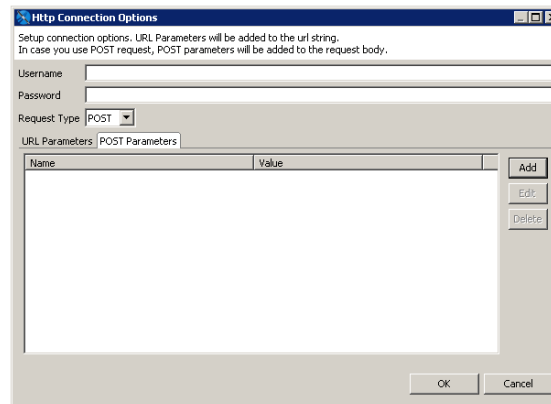 Http Connection Options
Setup connection options. URL Parameters will be added to the url string.
In case you use POST request, POST parameters will be added to the request body.
Username
Password
Request Type POST
URL Parameters POST Parameters
Name Value
Add
Edit
Delete
OK Cancel